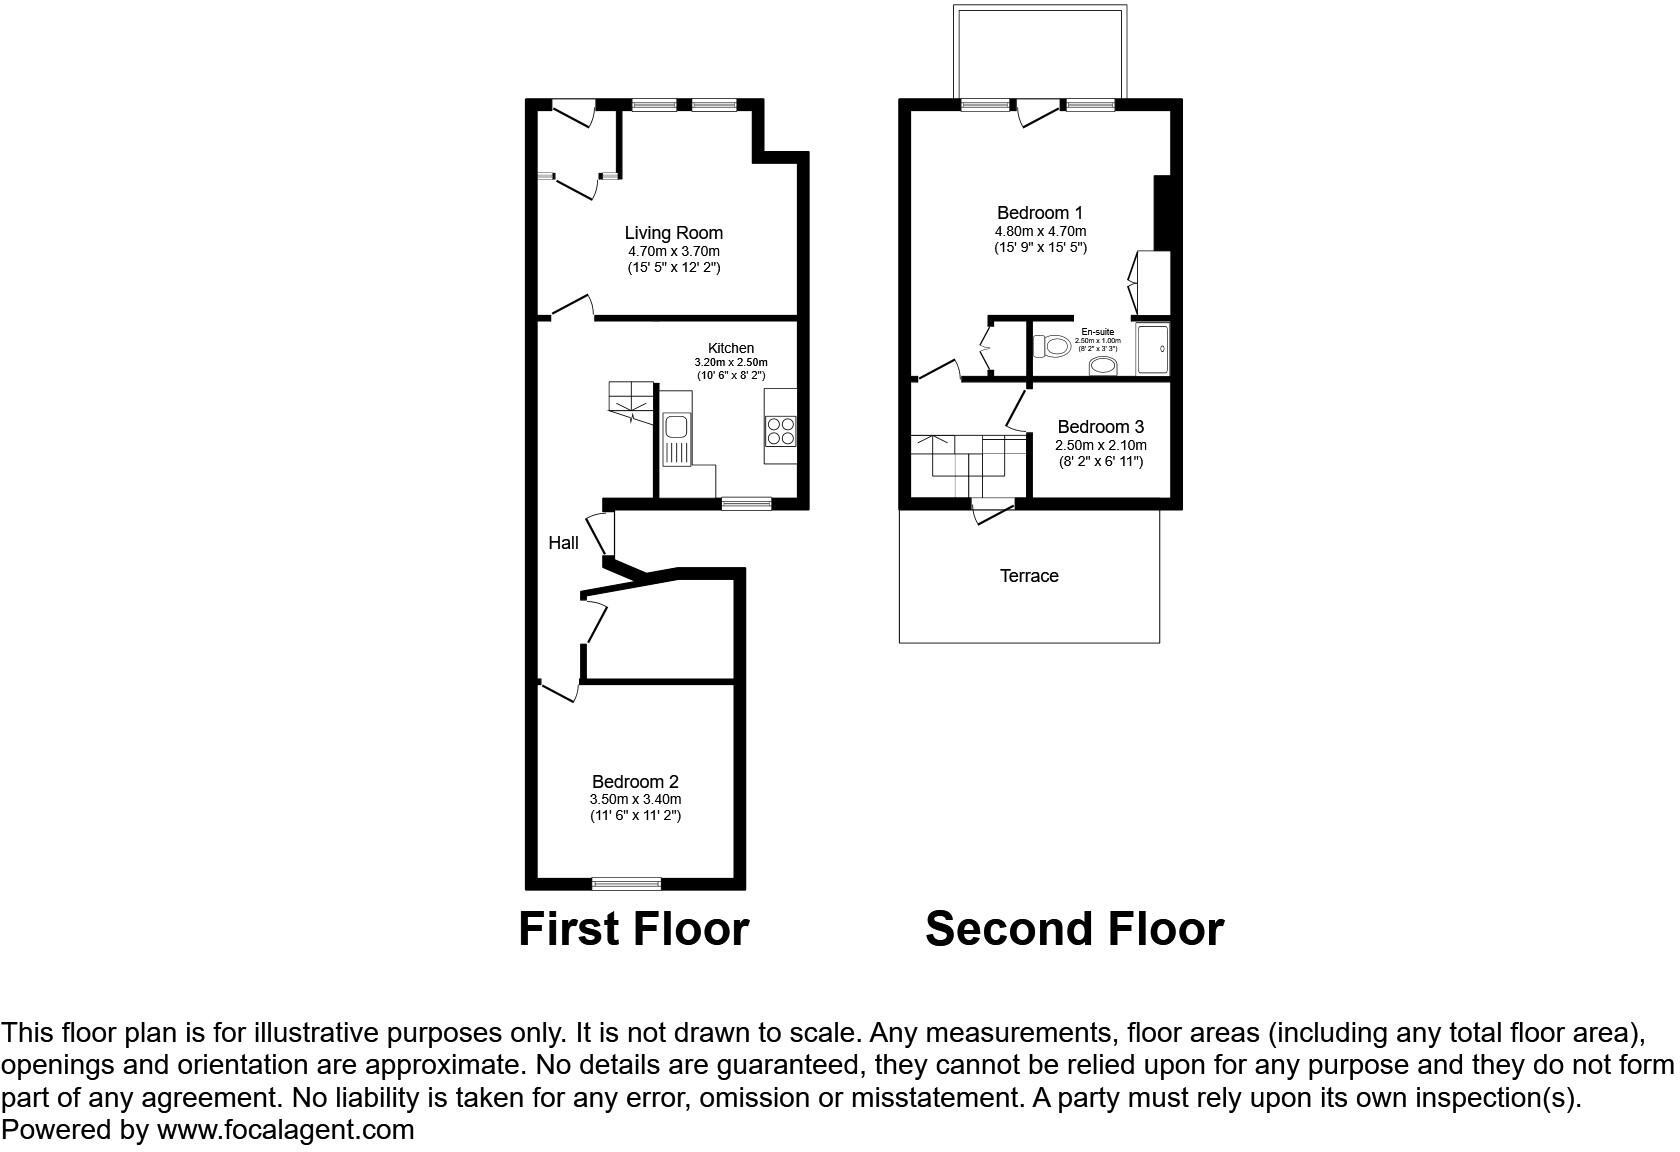 Living Room
4.70m x 3.70m
(15' 5" x 12' 2")
Kitchen
3.20m x 2.50m
(10' 6" x 8' 2")
Hall
Bedroom 2
3.50m x 3.40m
(11' 6" x 11' 2")
First Floor
Bedroom 1
4.80m x 4.70m
(15' 9" x 15' 5")
En-suite
2.50m x 1.00m
(8' 2" x 3' 3")
Bedroom 3
2.50m x 2.10m
(8' 2" x 6' 11")
Terrace
Second Floor
This floor plan is for illustrative purposes only. It is not drawn to scale. Any measurements, floor areas (including any total floor area),
openings and orientation are approximate. No details are guaranteed, they cannot be relied upon for any purpose and they do not form
part of any agreement. No liability is taken for any error, omission or misstatement. A party must rely upon its own inspection(s).
Powered by www.focalagent.com